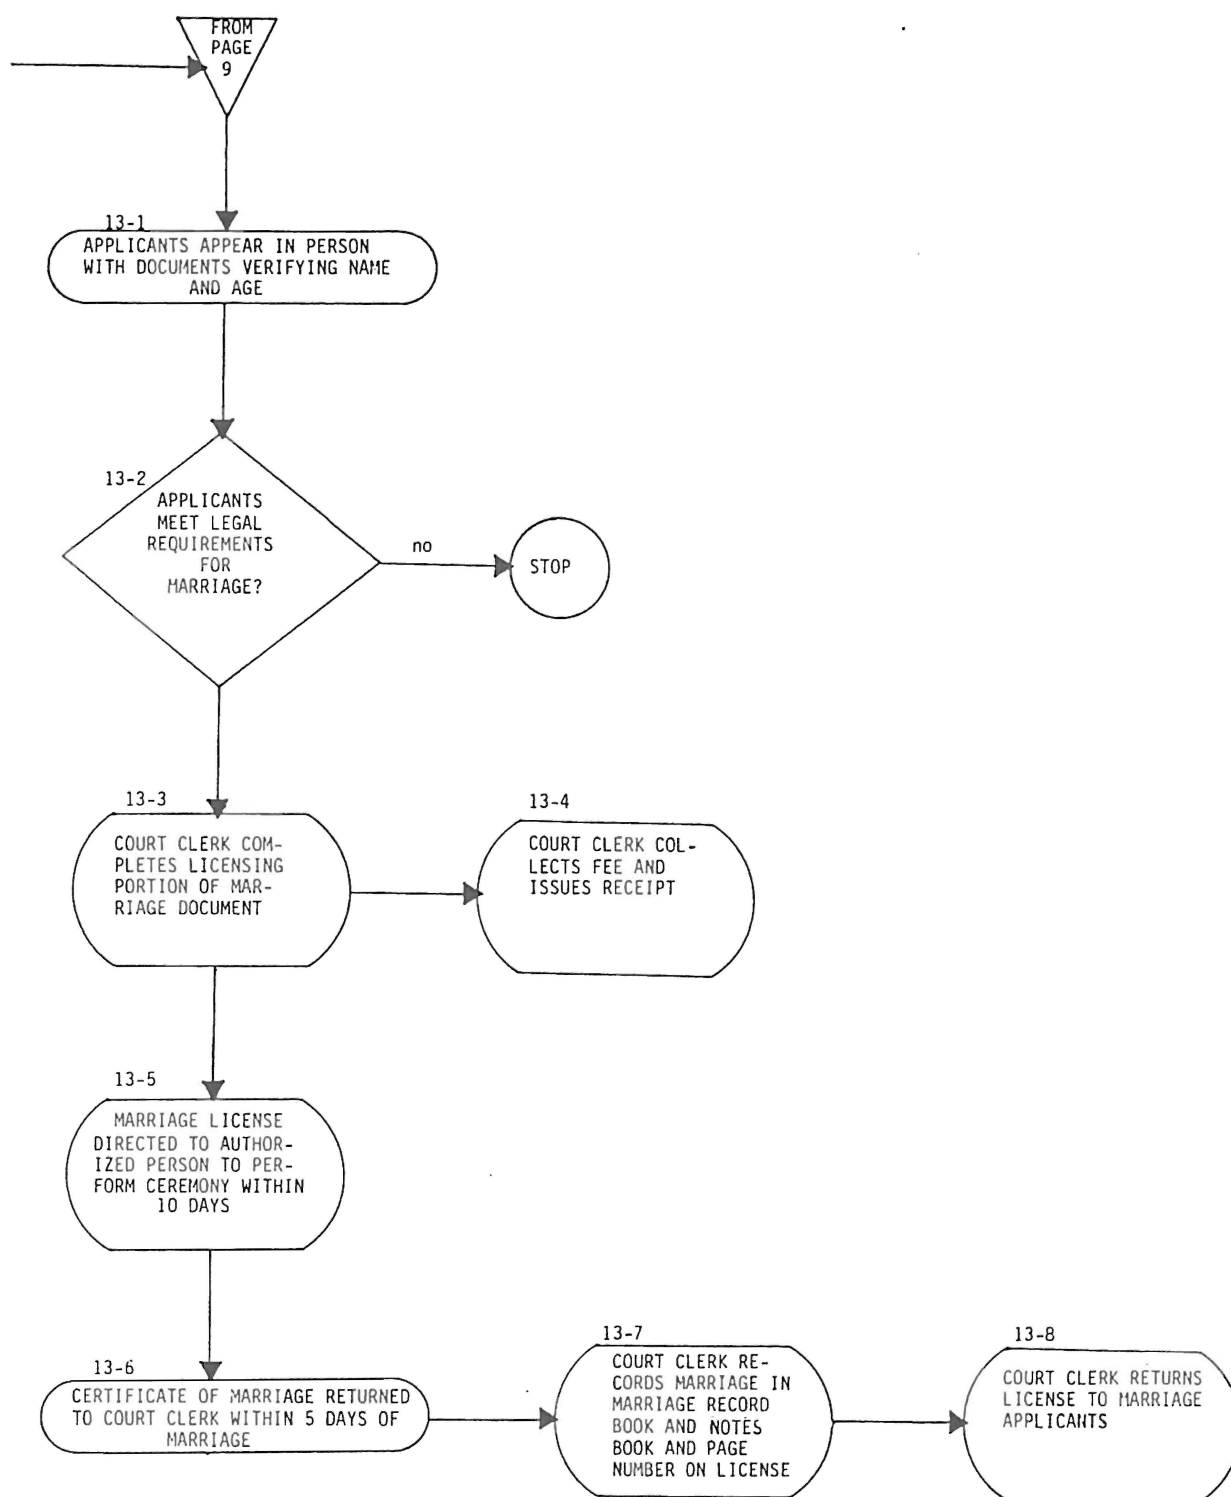 FROM
PAGE
9
13-1
APPLICANTS APPEAR IN PERSON
WITH DOCUMENTS VERIFYING NAME
AND AGE
13-2
APPLICANTS
MEET LEGAL
REQUIREMENTS
FOR
MARRIAGE?
no
STOP
13-3
COURT CLERK COM-
PLETES LICENSING
PORTION OF MAR-
RIAGE DOCUMENT
13-4
COURT CLERK COL-
LECTS FEE AND
ISSUES RECEIPT
13-5
MARRIAGE LICENSE
DIRECTED TO AUTHOR-
IZED PERSON TO PER-
FORM CEREMONY WITHIN
10 DAYS
13-6
CERTIFICATE OF MARRIAGE RETURNED
TO COURT CLERK WITHIN 5 DAYS OF
MARRIAGE
13-7
COURT CLERK RE-
CORDS MARRIAGE IN
MARRIAGE RECORD
BOOK AND NOTES
BOOK AND PAGE
NUMBER ON LICENSE
13-8
COURT CLERK RETURNS
LICENSE TO MARRIAGE
APPLICANTS